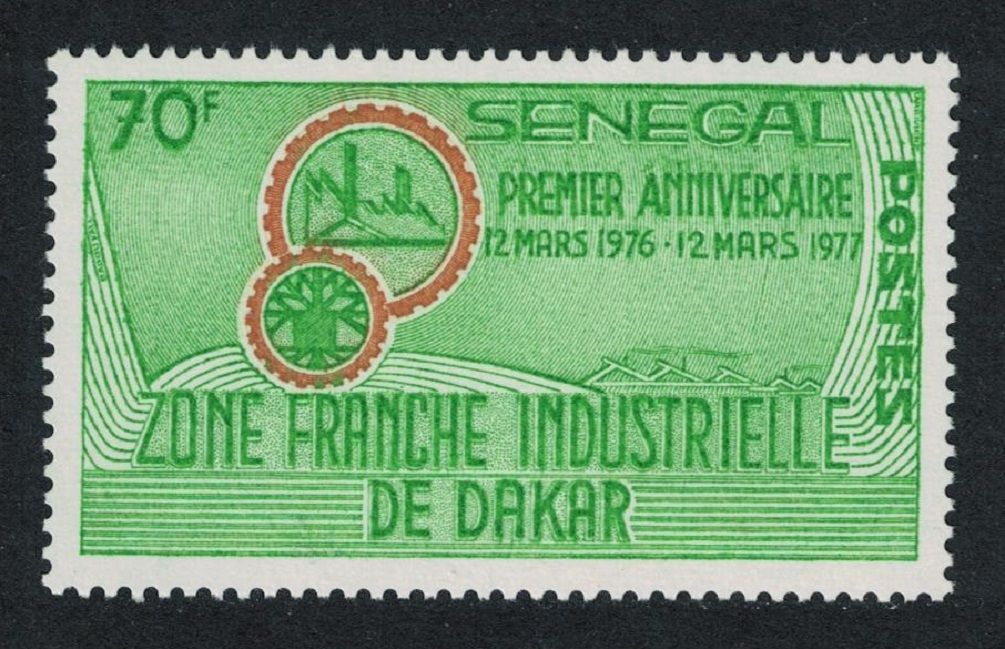 70F
SENEGAL
PREMIER ANNIVERSAIRE
12 MARS 1976 · 12 MARS 1977
POSTES
ZONE FRANCHE INDUSTRIELLE
DE DAKAR